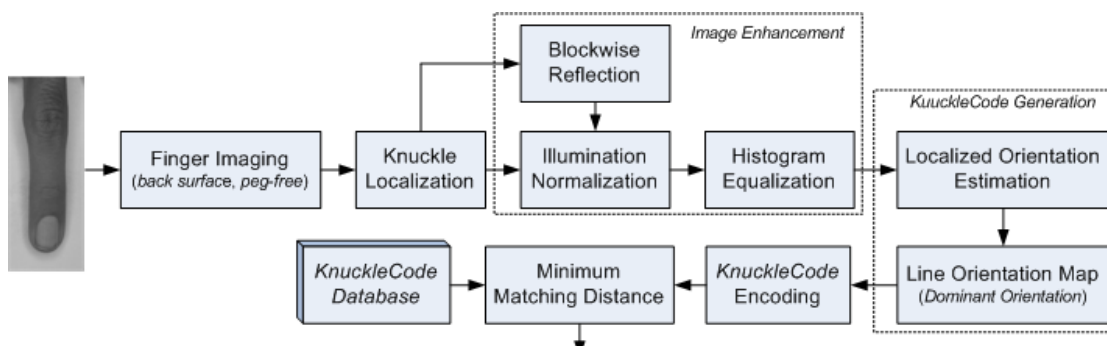 Image Enhancement
Blockwise
Reflection
KuuckleCode Generation
Finger Imaging
(back surface, peg-free)
Knuckle
Localization
Illumination
Normalization
Histogram
Equalization
Localized Orientation
Estimation
KnuckleCode
Database
Minimum
Matching Distance
KnuckleCode
Encoding
Line Orientation Map
(Dominant Orientation)